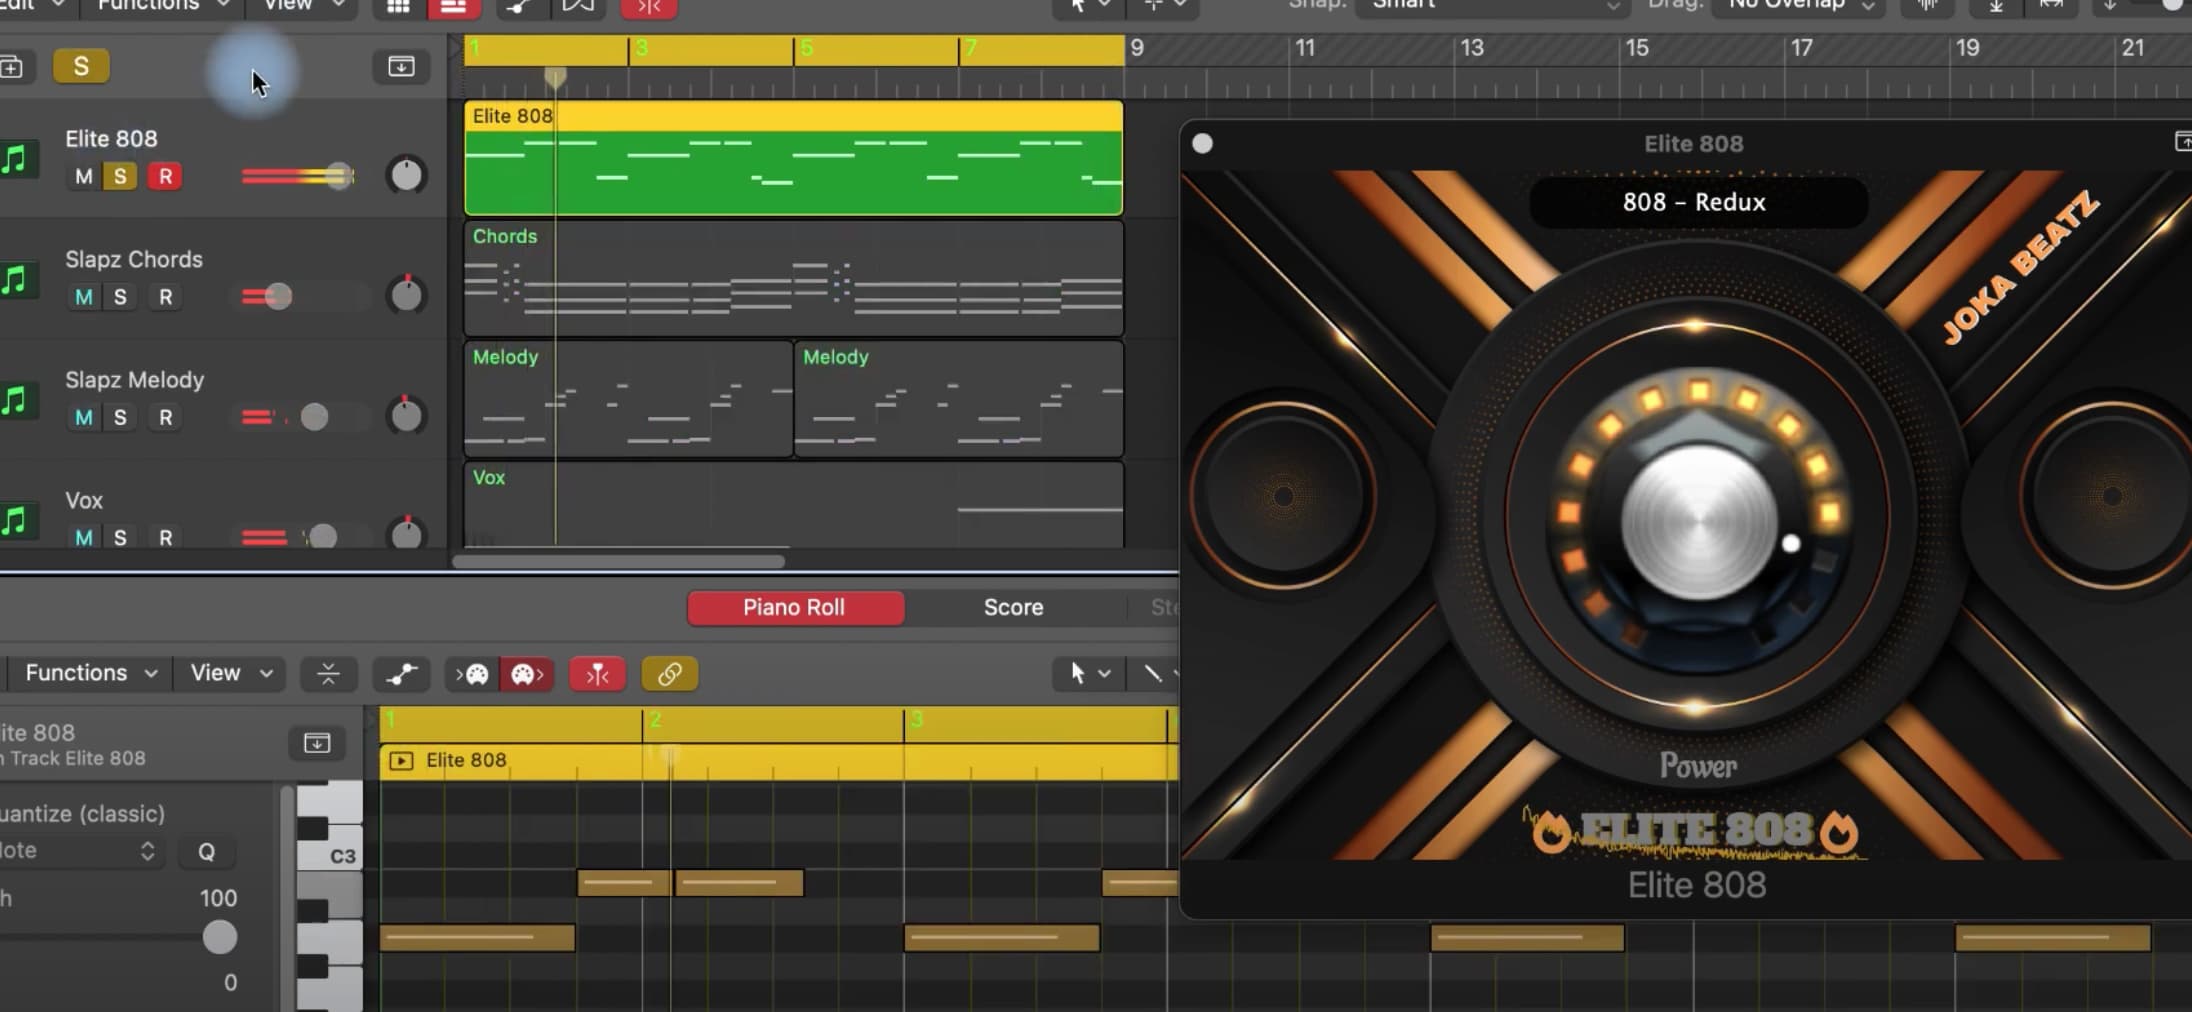 Functions
View
Snap:
Smart
Drag:
No Overlap
S
1 3 5 7 9 11 13 15 17 19 21
Elite 808
M S R
Elite 808
Slapz Chords
M S R
Chords
Slapz Melody
M S R
Melody
Melody
Vox
M S R
Vox
Elite 808
808 – Redux
JOKA BEATZ
Power
ELITE 808
Elite 808
Piano Roll
Score
Functions
View
1 2 3
lite 808
Track Elite 808
Elite 808
uantize (classic)
lote
Q
C3
h
100
0